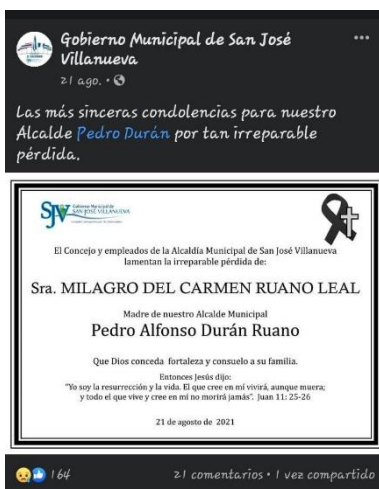 Gobierno Municipal de San José
Villanueva
21 ago.
Las más sinceras condolencias para nuestro
Alcalde Pedro Durán por tan irreparable
pérdida.
SJV Gobierno Municipal de
SAN JOSÉ VILLANUEVA
El Concejo y empleados de la Alcaldía Municipal de San José Villanueva
lamentan la irreparable pérdida de:
Sra. MILAGRO DEL CARMEN RUANO LEAL
Madre de nuestro Alcalde Municipal
Pedro Alfonso Durán Ruano
Que Dios conceda fortaleza y consuelo a su familia.
Entonces Jesús dijo:
"Yo soy la resurrección y la vida. El que cree en mí vivirá, aunque muera;
y todo el que vive y cree en mí no morirá jamás". Juan 11: 25-26
21 de agosto de 2021
164
21 comentarios • 1 vez compartido